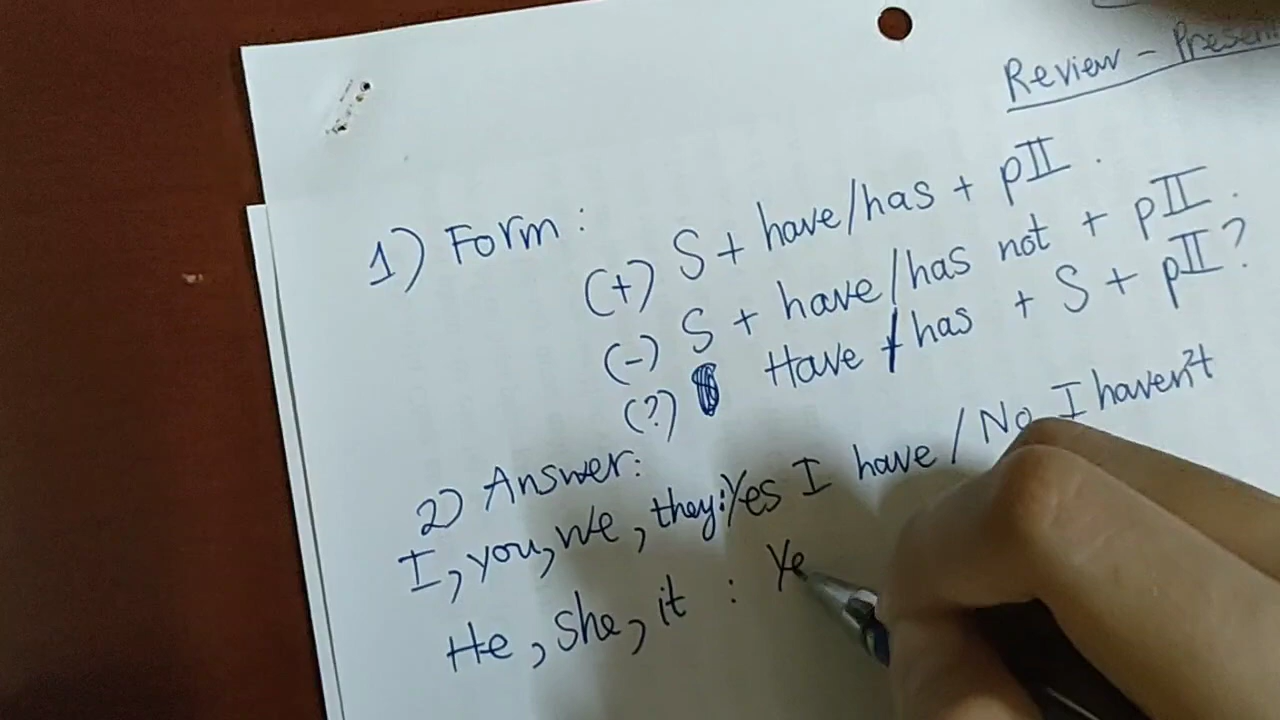 Review - Present
1) Form :
(+) S + have/has + pII .
(-) S + have/has not + pII .
(?) Have / has + S + pII ?
2) Answer:
I, you, we, they: Yes I have / No I haven't
He, she, it : Ye